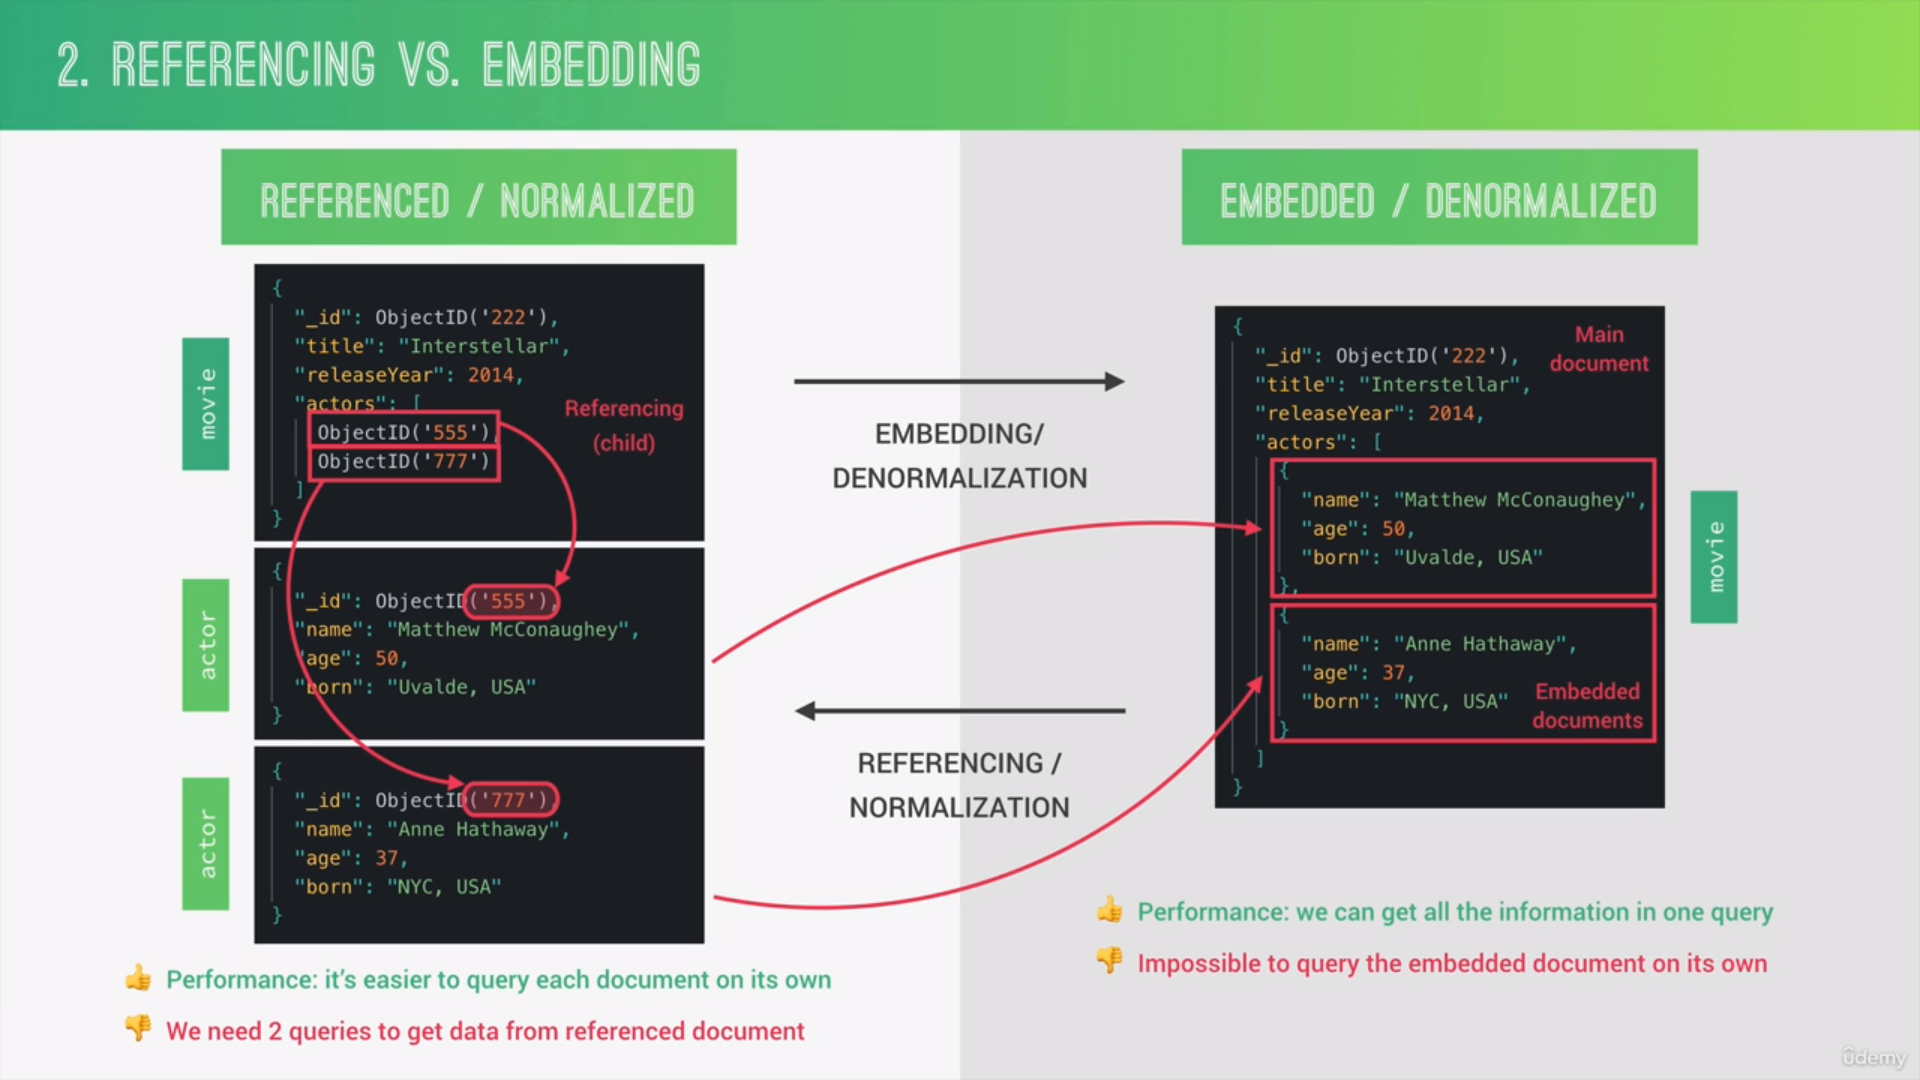 2. REFERENCING VS. EMBEDDING
REFERENCED / NORMALIZED
movie
{
"_id": ObjectID('222'),
"title": "Interstellar",
"releaseYear": 2014,
"actors": [
ObjectID('555'),
ObjectID('777')
]
}
Referencing
(child)
actor
{
"_id": ObjectID('555'),
"name": "Matthew McConaughey",
"age": 50,
"born": "Uvalde, USA"
}
actor
{
"_id": ObjectID('777'),
"name": "Anne Hathaway",
"age": 37,
"born": "NYC, USA"
}
👍 Performance: it's easier to query each document on its own
👎 We need 2 queries to get data from referenced document
EMBEDDING/
DENORMALIZATION
REFERENCING /
NORMALIZATION
EMBEDDED / DENORMALIZED
{
"_id": ObjectID('222'),
"title": "Interstellar",
"releaseYear": 2014,
"actors": [
{
"name": "Matthew McConaughey",
"age": 50,
"born": "Uvalde, USA"
},
{
"name": "Anne Hathaway",
"age": 37,
"born": "NYC, USA"
}
]
}
Main
document
Embedded
documents
movie
👍 Performance: we can get all the information in one query
👎 Impossible to query the embedded document on its own
ûdemy